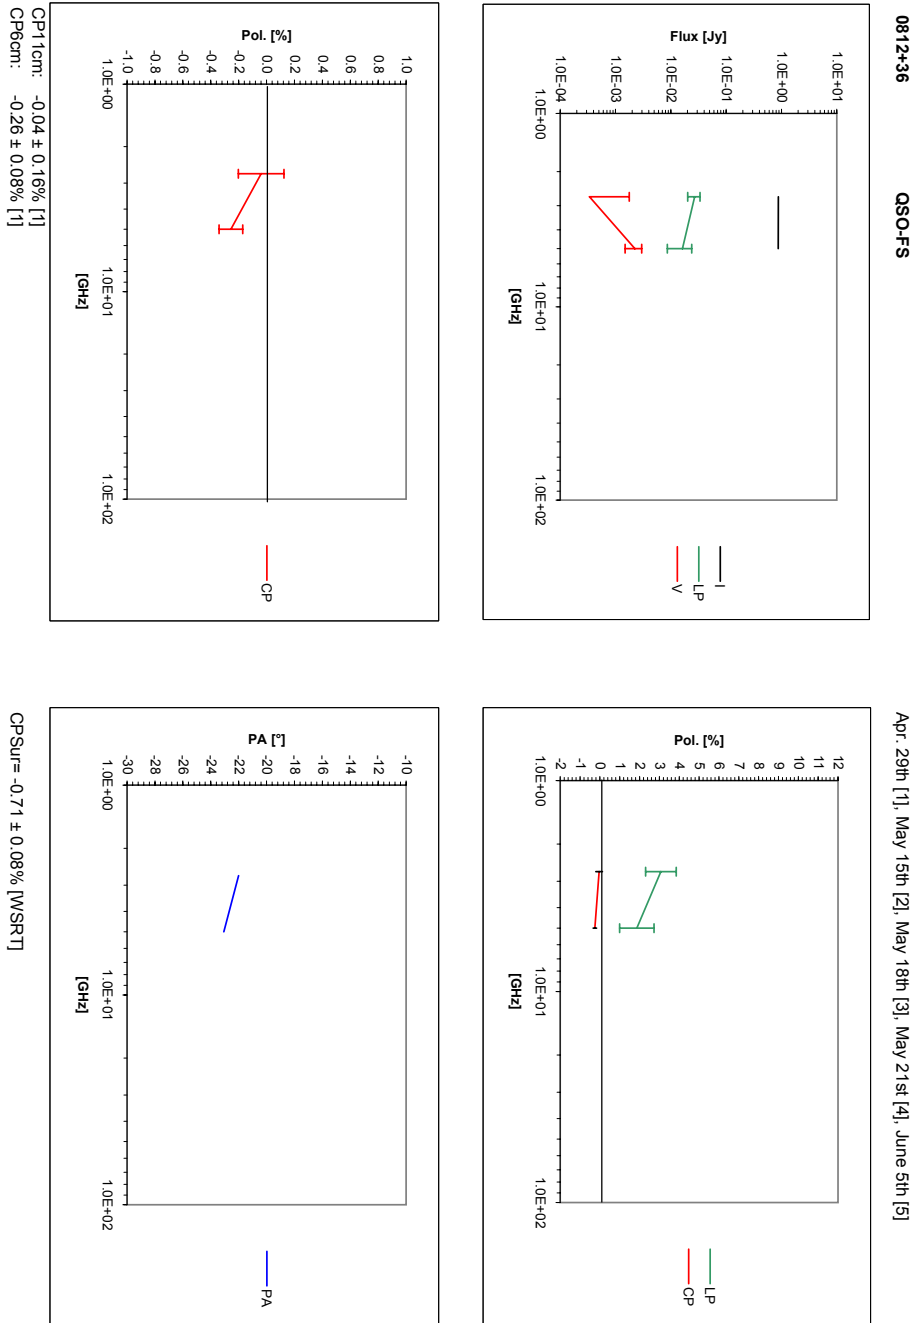 0812+36 QSO-FS Apr. 29th [1], May 15th [2], May 18th [3], May 21st [4], June 5th [5]
Flux [Jy]
1.0E+01
1.0E+00
1.0E-01
1.0E-02
1.0E-03
1.0E-04
1.0E+00 1.0E+01 1.0E+02
[GHz]
I
LP
V
Pol. [%]
12
11
10
9
8
7
6
5
4
3
2
1
0
-1
-2
1.0E+00 1.0E+01 1.0E+02
[GHz]
LP
CP
Pol. [%]
1.0
0.8
0.6
0.4
0.2
0.0
-0.2
-0.4
-0.6
-0.8
-1.0
1.0E+00 1.0E+01 1.0E+02
[GHz]
CP
PA [°]
-10
-12
-14
-16
-18
-20
-22
-24
-26
-28
-30
1.0E+00 1.0E+01 1.0E+02
[GHz]
PA
CP11cm: -0.04 ± 0.16% [1]
CP6cm: -0.26 ± 0.08% [1]
CPSur= -0.71 ± 0.08% [WSRT]